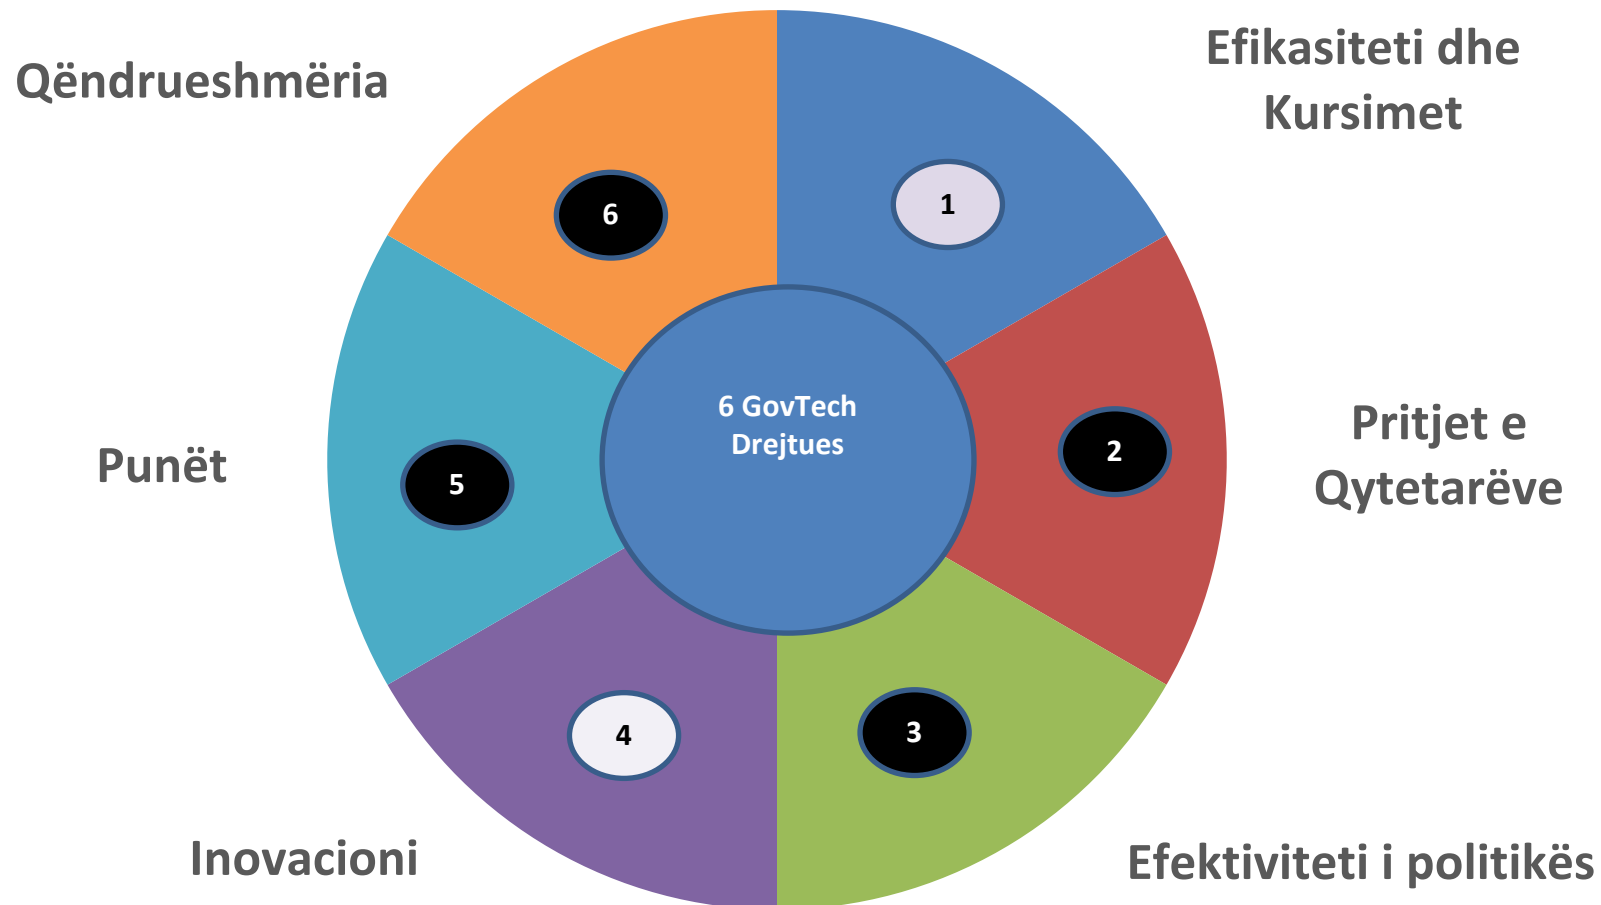 Qëndrueshmëria
Efikasiteti dhe
Kursimet
6
1
6 GovTech
Drejtues
Punët
5
2
Pritjet e
Qytetarëve
4
3
Inovacioni
Efektiviteti i politikës